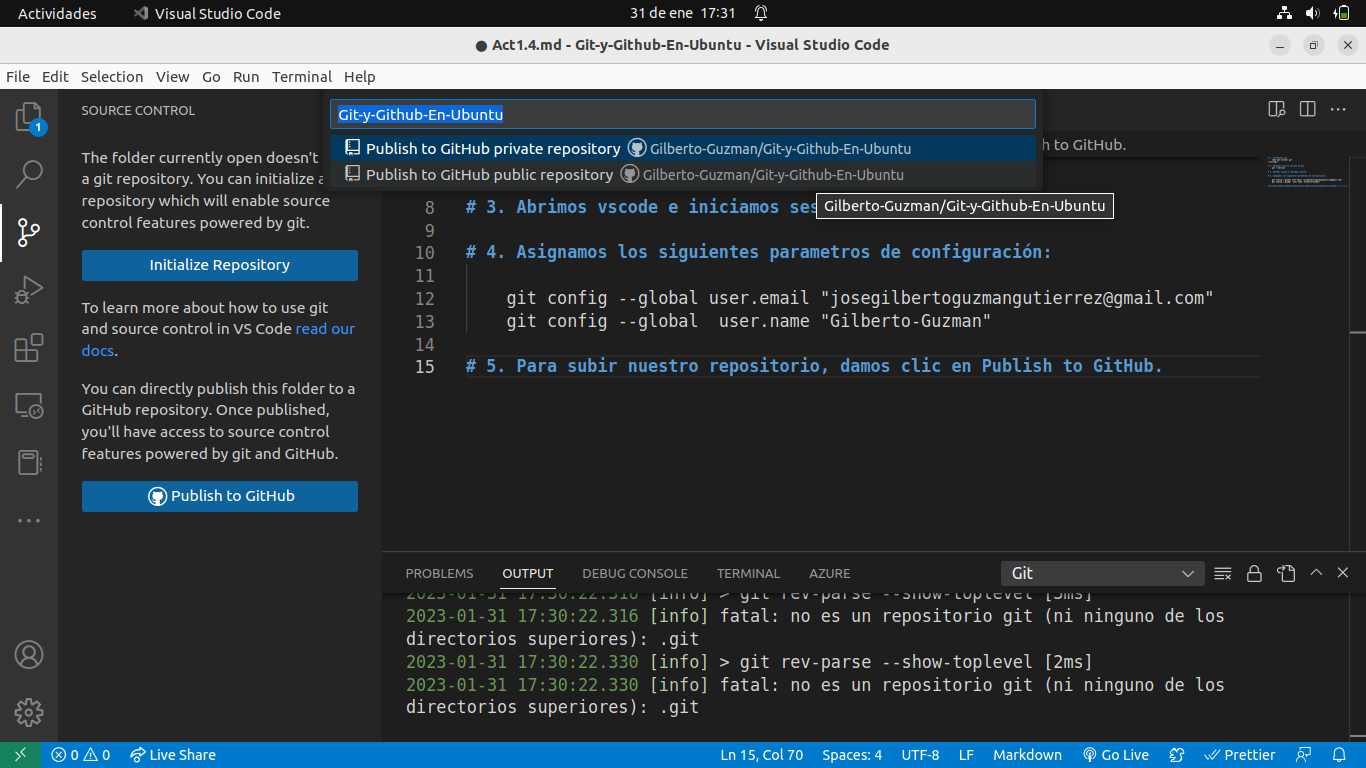 Actividades
Visual Studio Code
31 de ene 17:31
● Act1.4.md - Git-y-Github-En-Ubuntu - Visual Studio Code
File Edit Selection View Go Run Terminal Help
1
SOURCE CONTROL
The folder currently open doesn't
a git repository. You can initialize a
repository which will enable source
control features powered by git.
Initialize Repository
To learn more about how to use git
and source control in VS Code read our
docs.
You can directly publish this folder to a
GitHub repository. Once published,
you'll have access to source control
features powered by git and GitHub.
Publish to GitHub
Git-y-Github-En-Ubuntu
Publish to GitHub private repository Gilberto-Guzman/Git-y-Github-En-Ubuntu
Publish to GitHub public repository Gilberto-Guzman/Git-y-Github-En-Ubuntu
h to GitHub.
Gilberto-Guzman/Git-y-Github-En-Ubuntu
8 # 3. Abrimos vscode e iniciamos ses
9
10 # 4. Asignamos los siguientes parametros de configuración:
11
12 git config --global user.email "josegilbertoguzmangutierrez@gmail.com"
13 git config --global  user.name "Gilberto-Guzman"
14
15 # 5. Para subir nuestro repositorio, damos clic en Publish to GitHub.
PROBLEMS OUTPUT DEBUG CONSOLE TERMINAL AZURE
Git
2023-01-31 17:30:22.316 [info] > git rev-parse --show-toplevel [3ms]
2023-01-31 17:30:22.316 [info] fatal: no es un repositorio git (ni ninguno de los
directorios superiores): .git
2023-01-31 17:30:22.330 [info] > git rev-parse --show-toplevel [2ms]
2023-01-31 17:30:22.330 [info] fatal: no es un repositorio git (ni ninguno de los
directorios superiores): .git
0 0 Live Share Ln 15, Col 70 Spaces: 4 UTF-8 LF Markdown Go Live Prettier